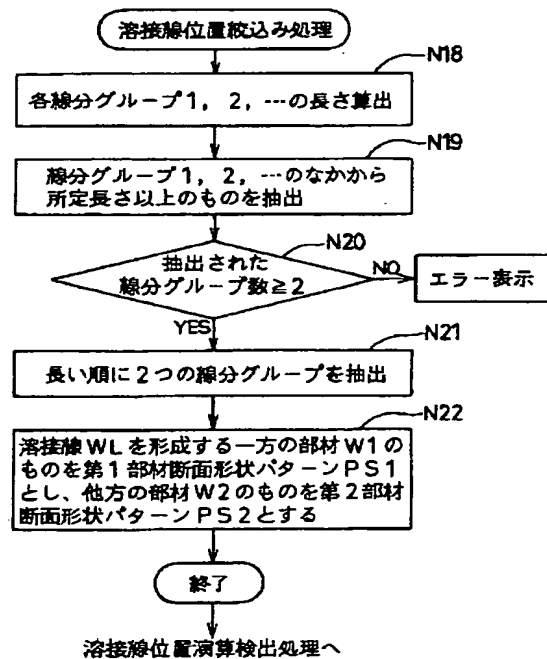 溶接線位置絞込み処理
N18
各線分グループ1, 2, …の長さ算出
N19
線分グループ1, 2, …のなかから
所定長さ以上のものを抽出
N20
抽出された
線分グループ数≧2
NO
エラー表示
YES
N21
長い順に2つの線分グループを抽出
N22
溶接線WLを形成する一方の部材W1の
ものを第1部材断面形状パターンPS1
とし、他方の部材W2のものを第2部材
断面形状パターンPS2とする
終了
溶接線位置演算検出処理へ